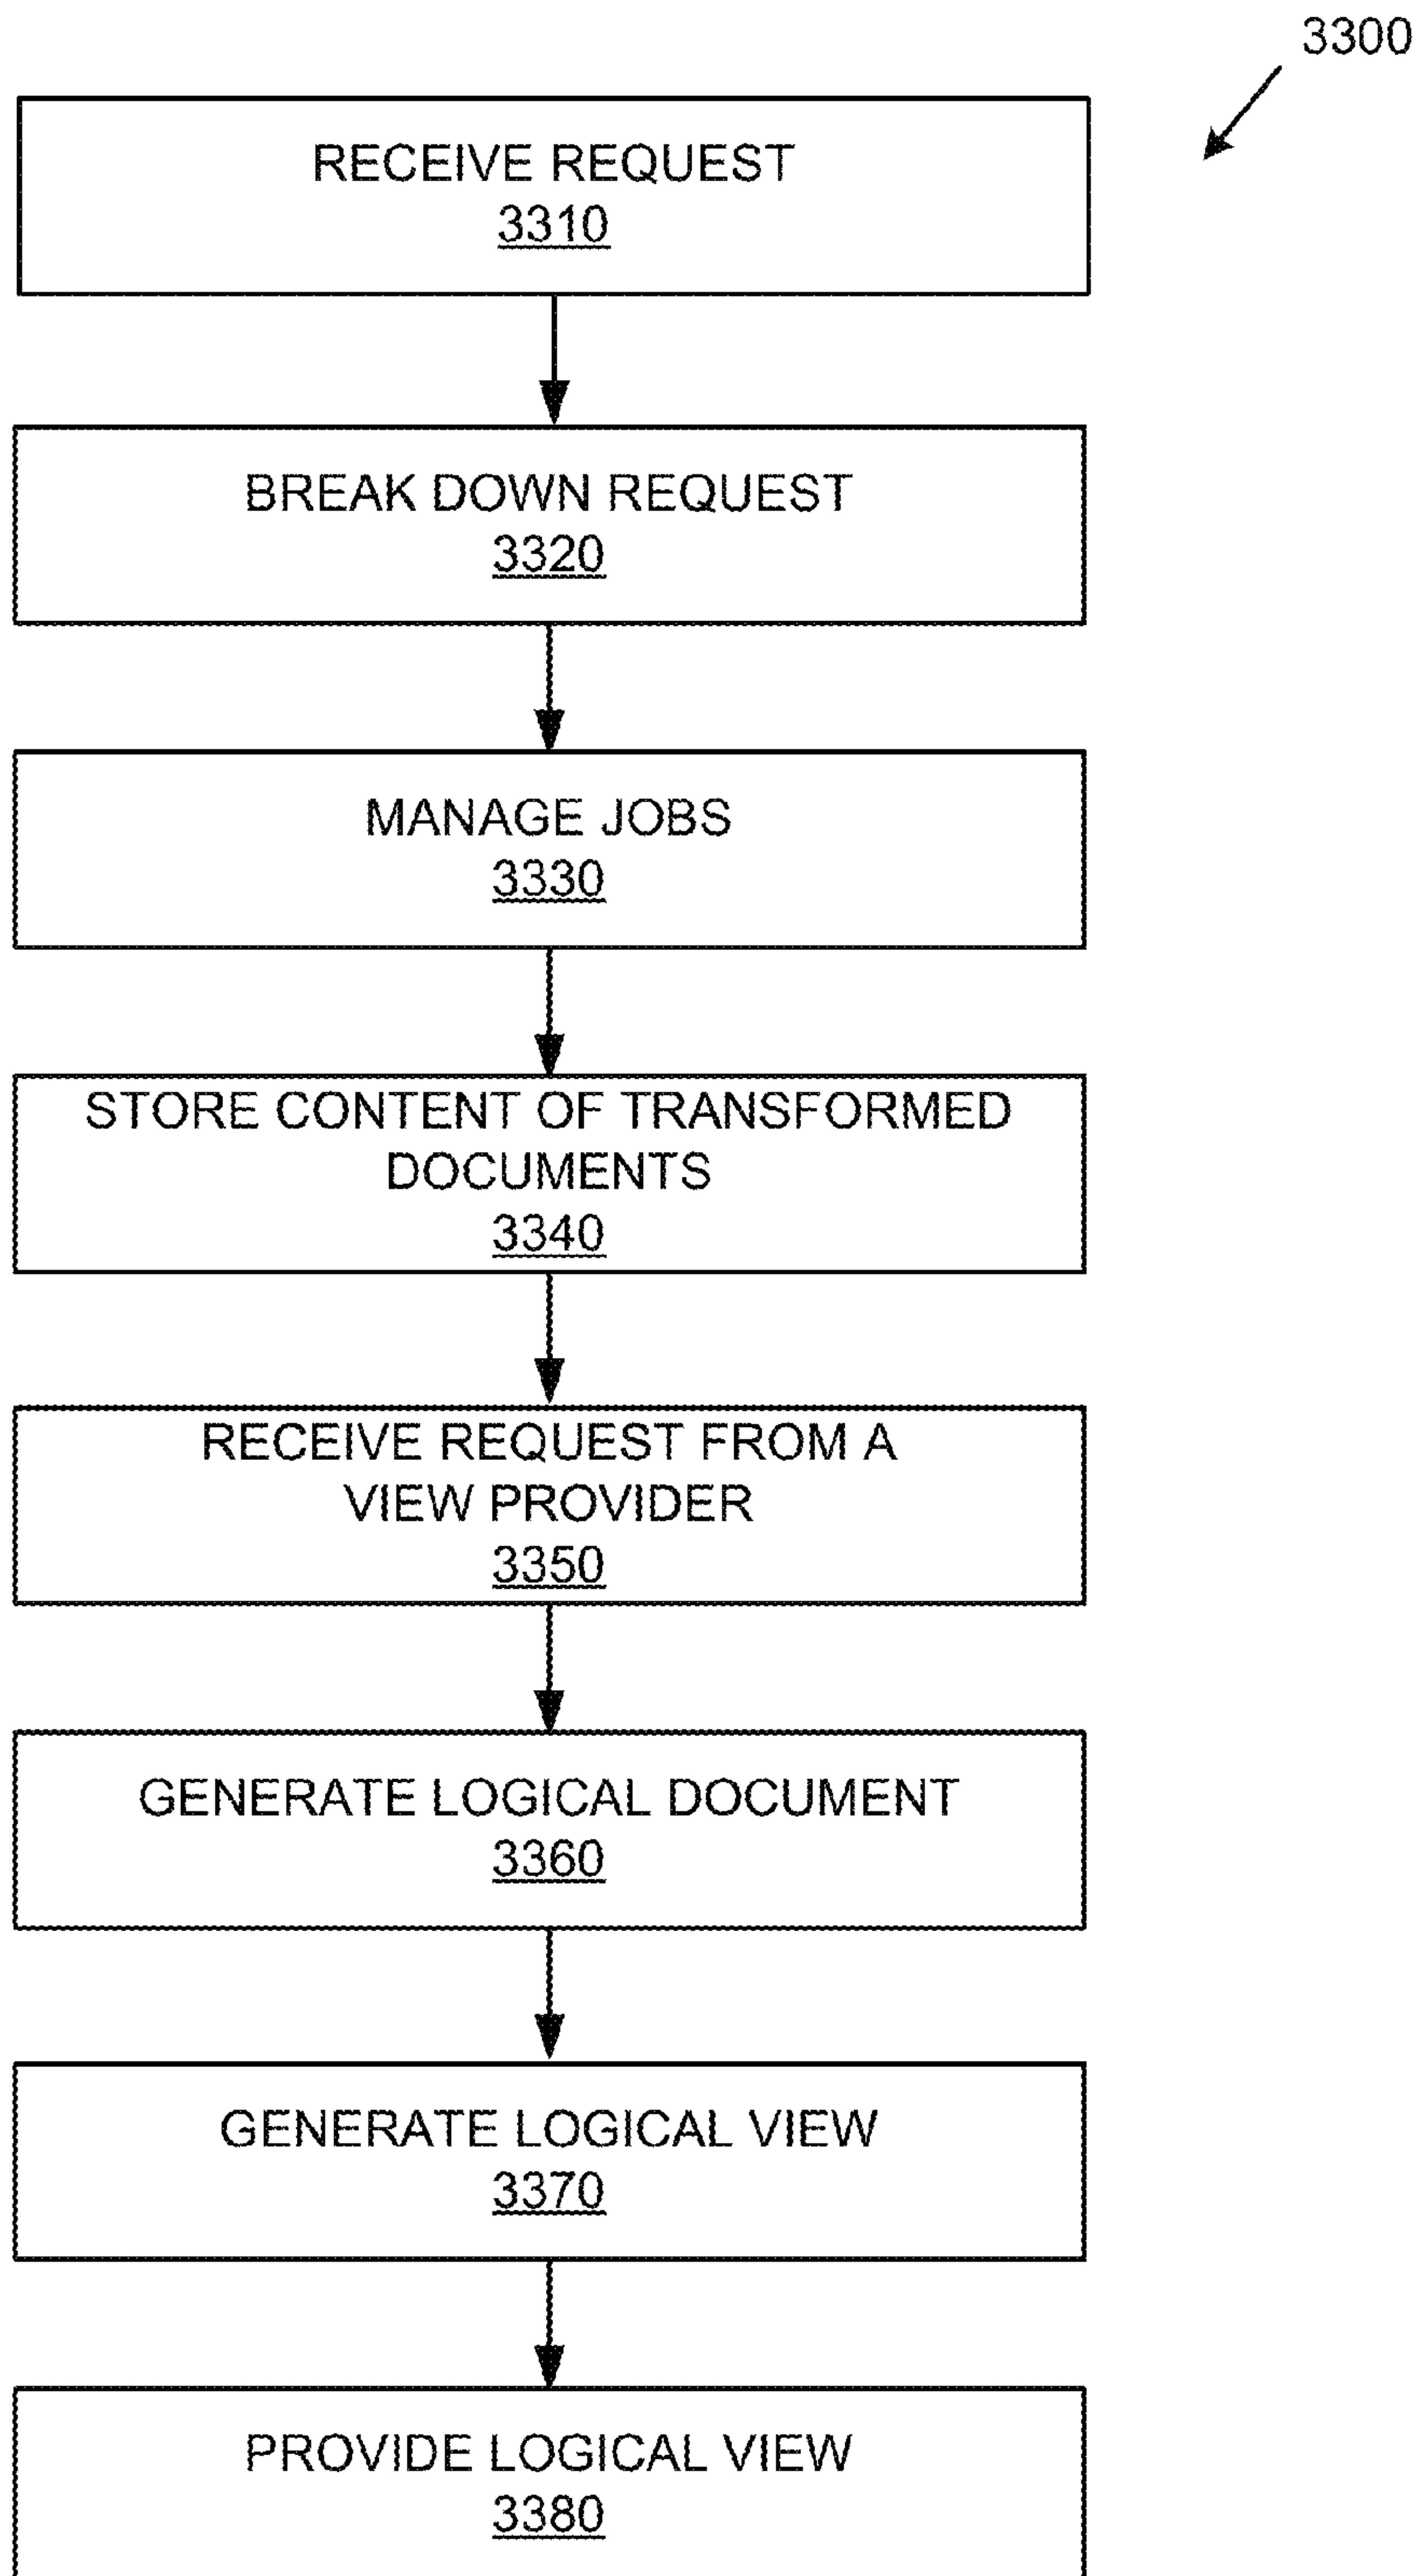 3300
RECEIVE REQUEST
3310
BREAK DOWN REQUEST
3320
MANAGE JOBS
3330
STORE CONTENT OF TRANSFORMED
DOCUMENTS
3340
RECEIVE REQUEST FROM A
VIEW PROVIDER
3350
GENERATE LOGICAL DOCUMENT
3360
GENERATE LOGICAL VIEW
3370
PROVIDE LOGICAL VIEW
3380